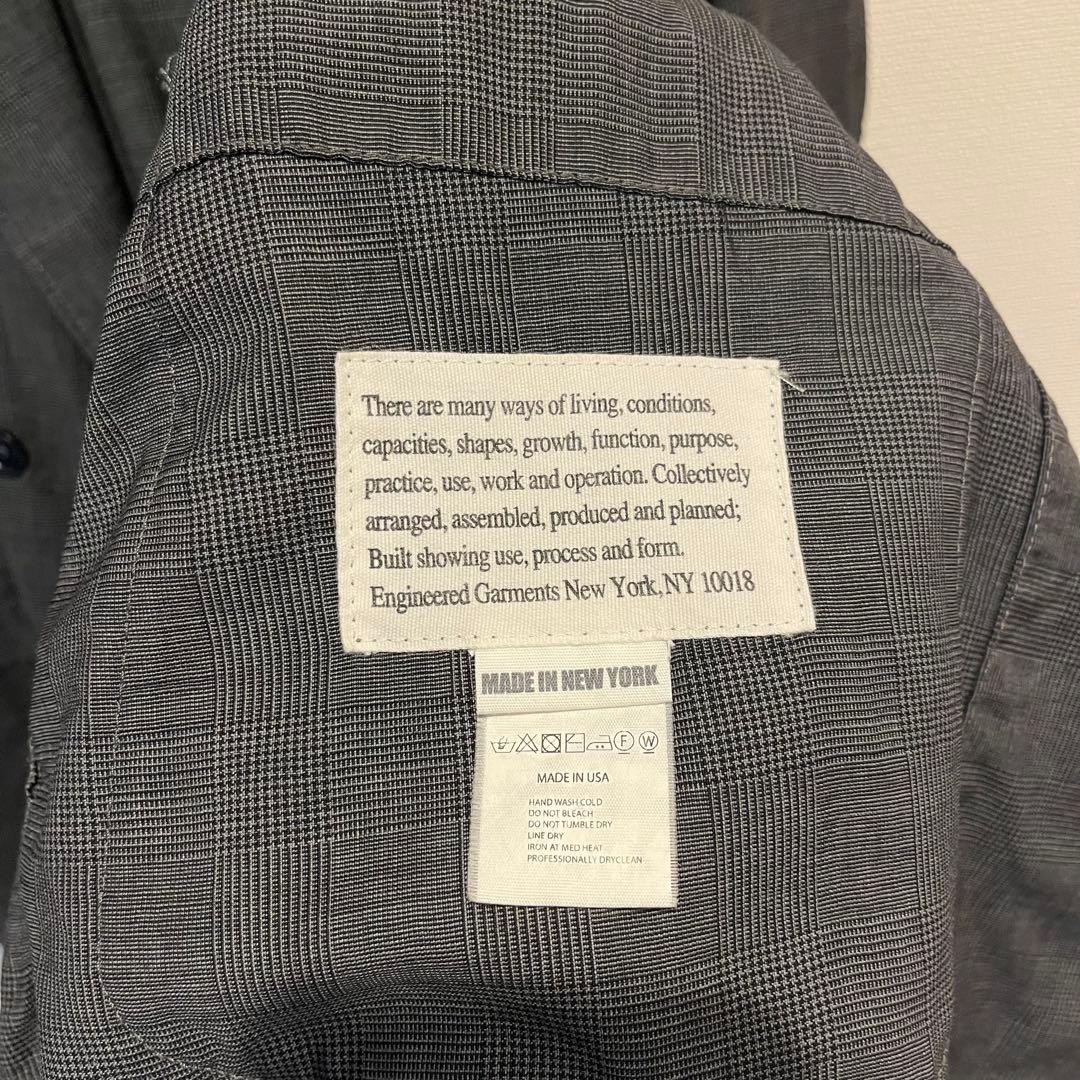 There are many ways of living, conditions,
capacities, shapes, growth, function, purpose,
practice, use, work and operation. Collectively
arranged, assembled, produced and planned;
Built showing use, process and form.
Engineered Garments New York, NY 10018
MADE IN NEW YORK
F W
MADE IN USA
HAND WASH COLD
DO NOT BLEACH
DO NOT TUMBLE DRY
LINE DRY
IRON AT MED HEAT
PROFESSIONALLY DRYCLEAN